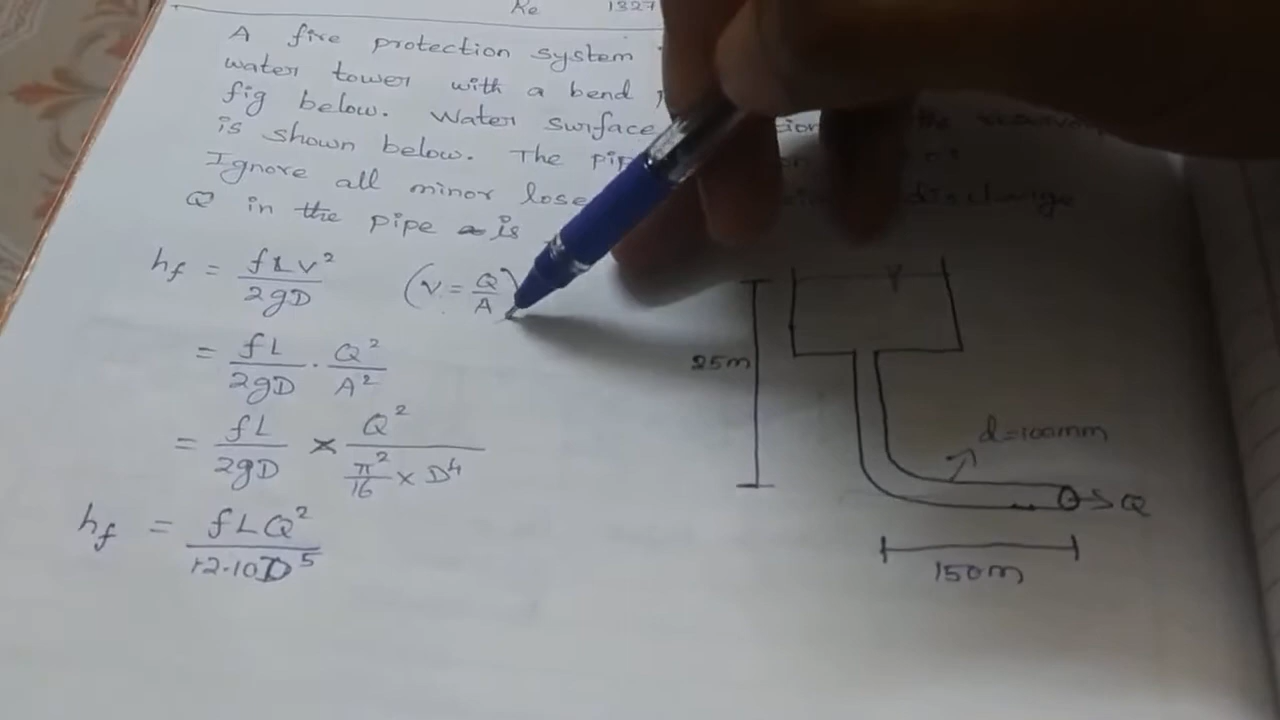 Re 1327
A fire protection system
water tower with a bend
fig below. Water surface
is shown below. The pip
Ignore all minor lose discharge
Q in the pipe is
hf = fLV²/2gD (V = Q/A)
= fL/2gD · Q²/A²
= fL/2gD × Q²/(π²/16 × D⁴)
hf = fLQ²/12.10D⁵
25m
d=100mm
Q
150m